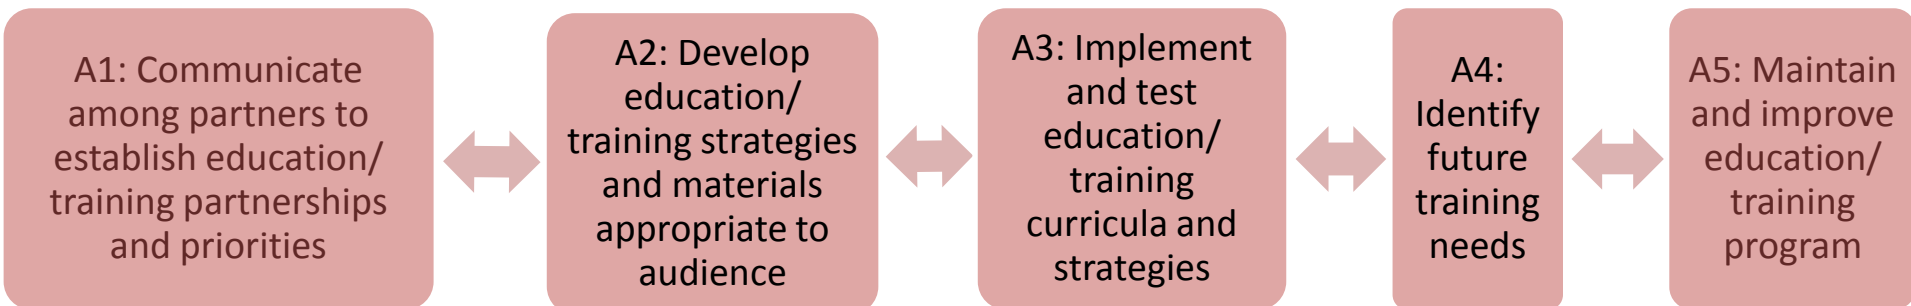 A1: Communicate
among partners to
establish education/
training partnerships
and priorities
A2: Develop
education/
training strategies
and materials
appropriate to
audience
A3: Implement
and test
education/
training
curricula and
strategies
A4:
Identify
future
training
needs
A5: Maintain
and improve
education/
training
program